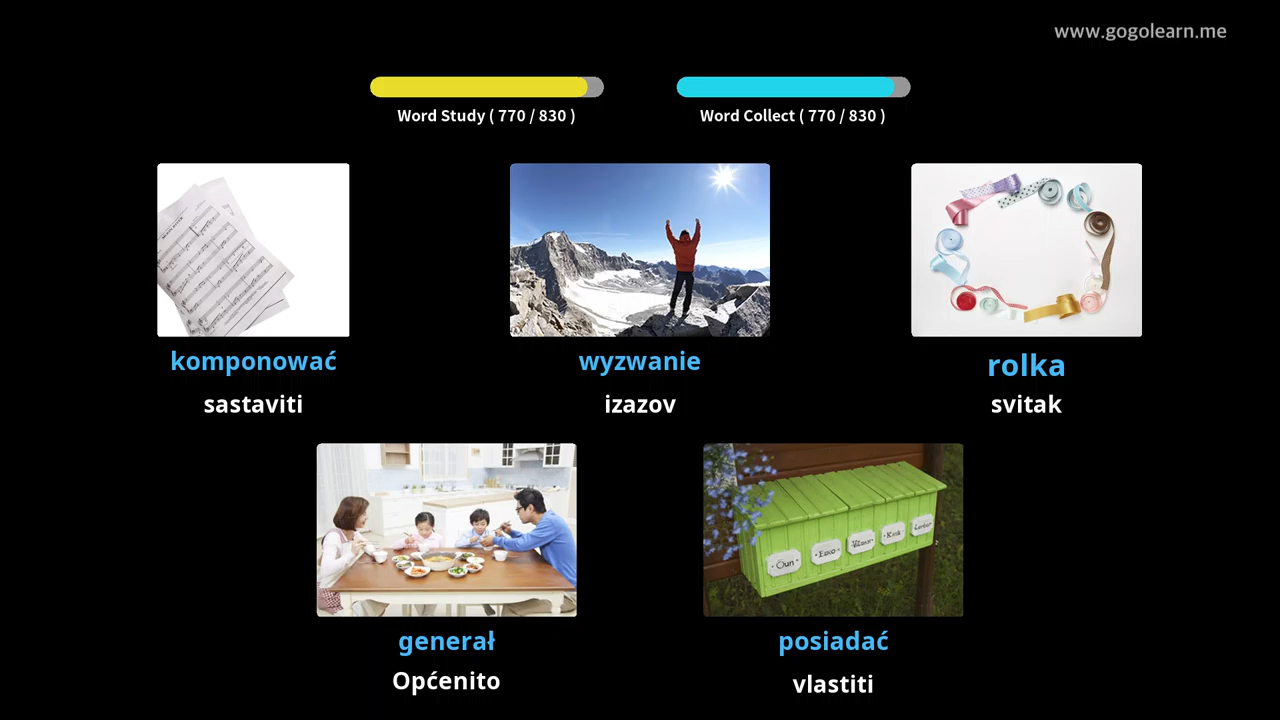 www.gogolearn.me
Word Study ( 770 / 830 )
Word Collect ( 770 / 830 )
komponować
wyzwanie
rolka
sastaviti
izazov
svitak
Oun
generał
posiadać
Općenito
vlastiti